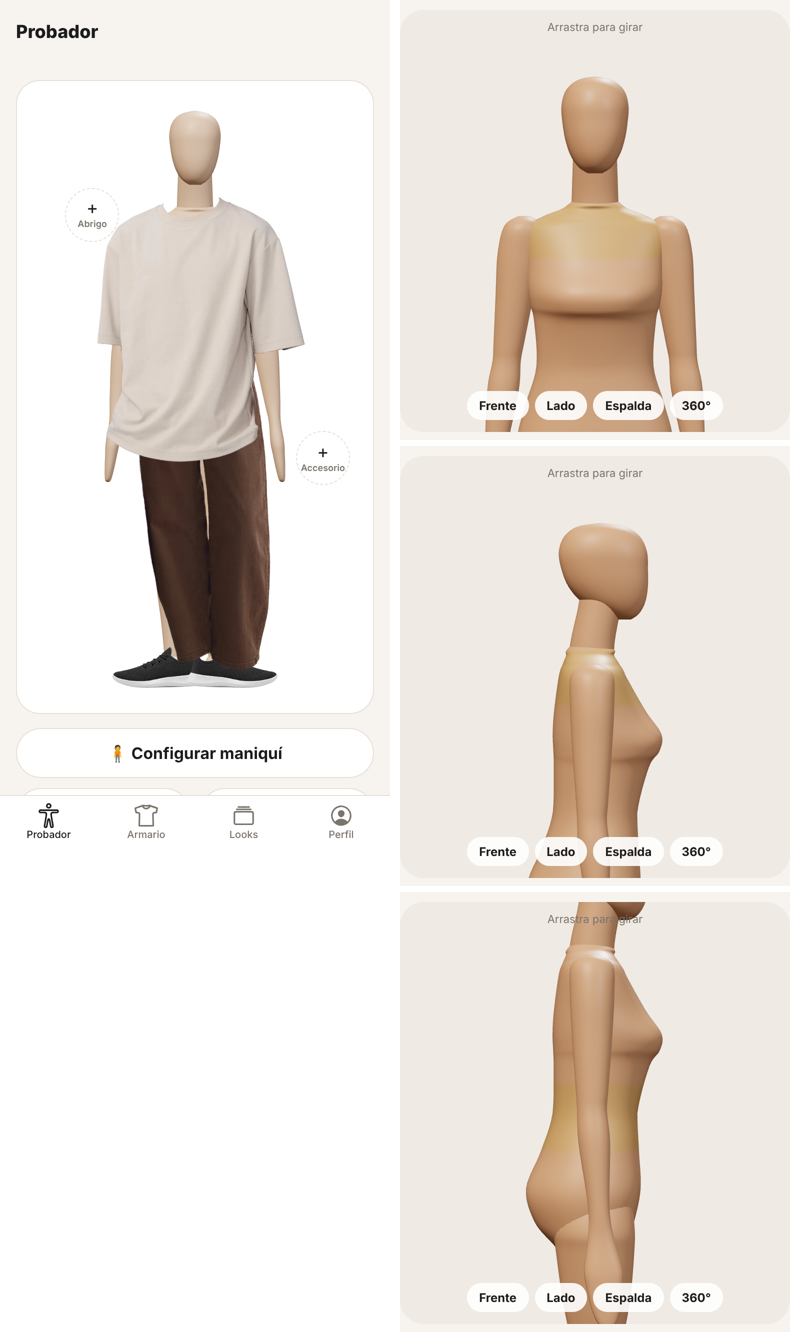 Probador
+
Abrigo
+
Accesorio
🧍 Configurar maniquí
Probador
Armario
Looks
Perfil
Arrastra para girar
Frente
Lado
Espalda
360°
Arrastra para girar
Frente
Lado
Espalda
360°
Arrastra para girar
Frente
Lado
Espalda
360°